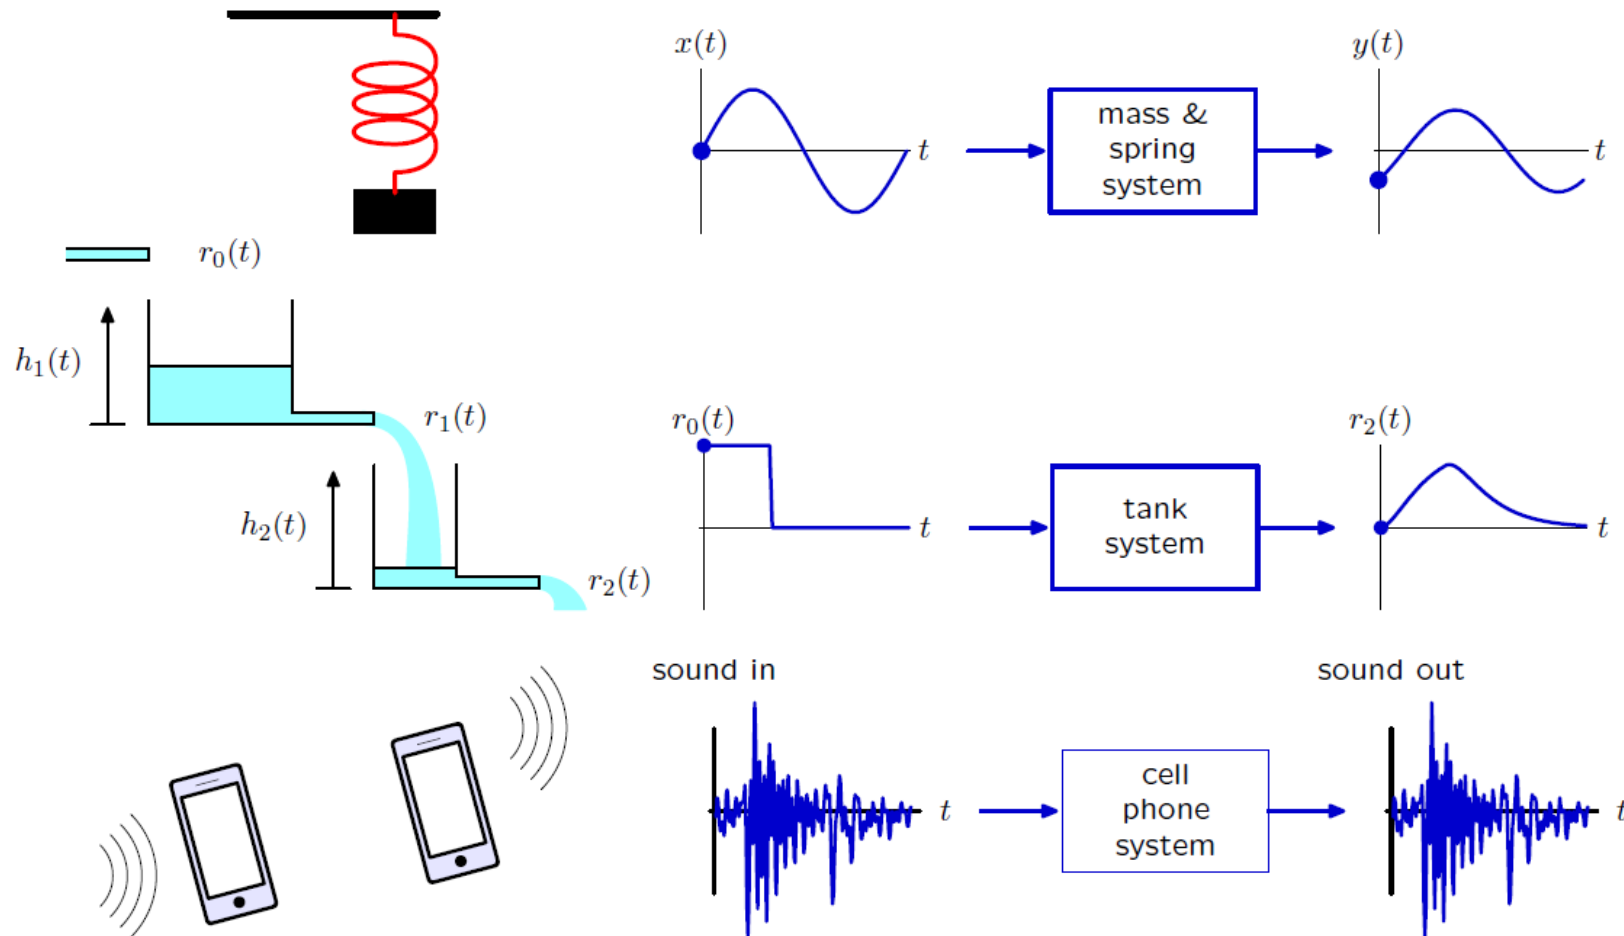 x(t)
t
mass &
spring
system
y(t)
t
r₀(t)
h₁(t)
r₁(t)
h₂(t)
r₂(t)
r₀(t)
t
tank
system
r₂(t)
t
sound in
t
cell
phone
system
sound out
t